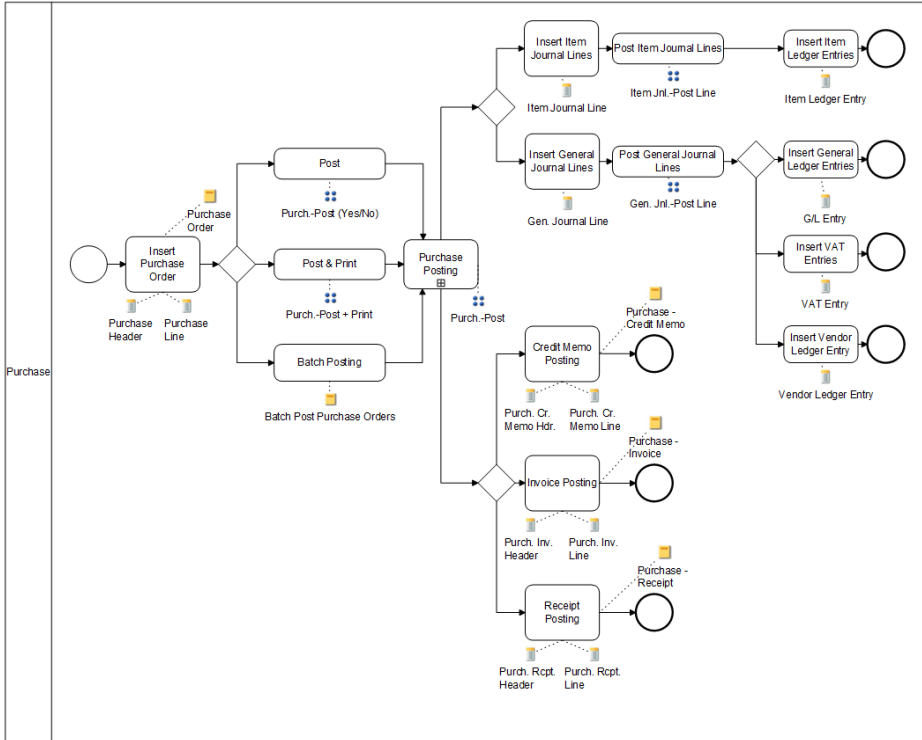 Purchase
Insert
Purchase
Order
Purchase
Order
Purchase
Header
Purchase
Line
Post
Purch.-Post (Yes/No)
Post & Print
Purch.-Post + Print
Batch Posting
Batch Post Purchase Orders
Purchase
Posting
Purch.-Post
Insert Item
Journal Lines
Item Journal Line
Post Item Journal Lines
Item Jnl.-Post Line
Insert Item
Ledger Entries
Item Ledger Entry
Insert General
Journal Lines
Gen. Journal Line
Post General Journal
Lines
Gen. Jnl.-Post Line
Insert General
Ledger Entries
G/L Entry
Insert VAT
Entries
VAT Entry
Insert Vendor
Ledger Entry
Vendor Ledger Entry
Credit Memo
Posting
Purchase -
Credit Memo
Purch. Cr.
Memo Hdr.
Purch. Cr.
Memo Line
Invoice Posting
Purchase -
Invoice
Purch. Inv.
Header
Purch. Inv.
Line
Receipt
Posting
Purchase -
Receipt
Purch. Rcpt.
Header
Purch. Rcpt.
Line